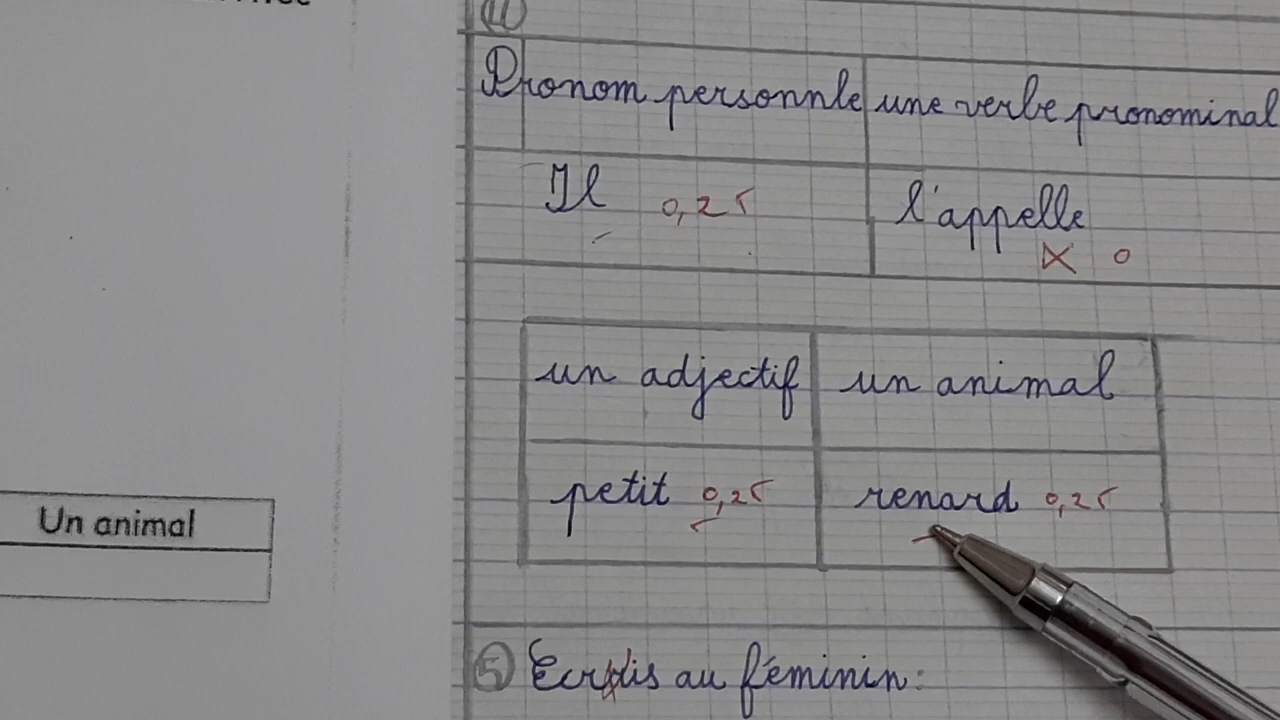 Pronom personnle une verbe pronominal
Il 0,25 l'appelle
x 0
un adjectif un animal
petit 0,25 renard 0,25
Un animal
5 Ecrdis au féminin: